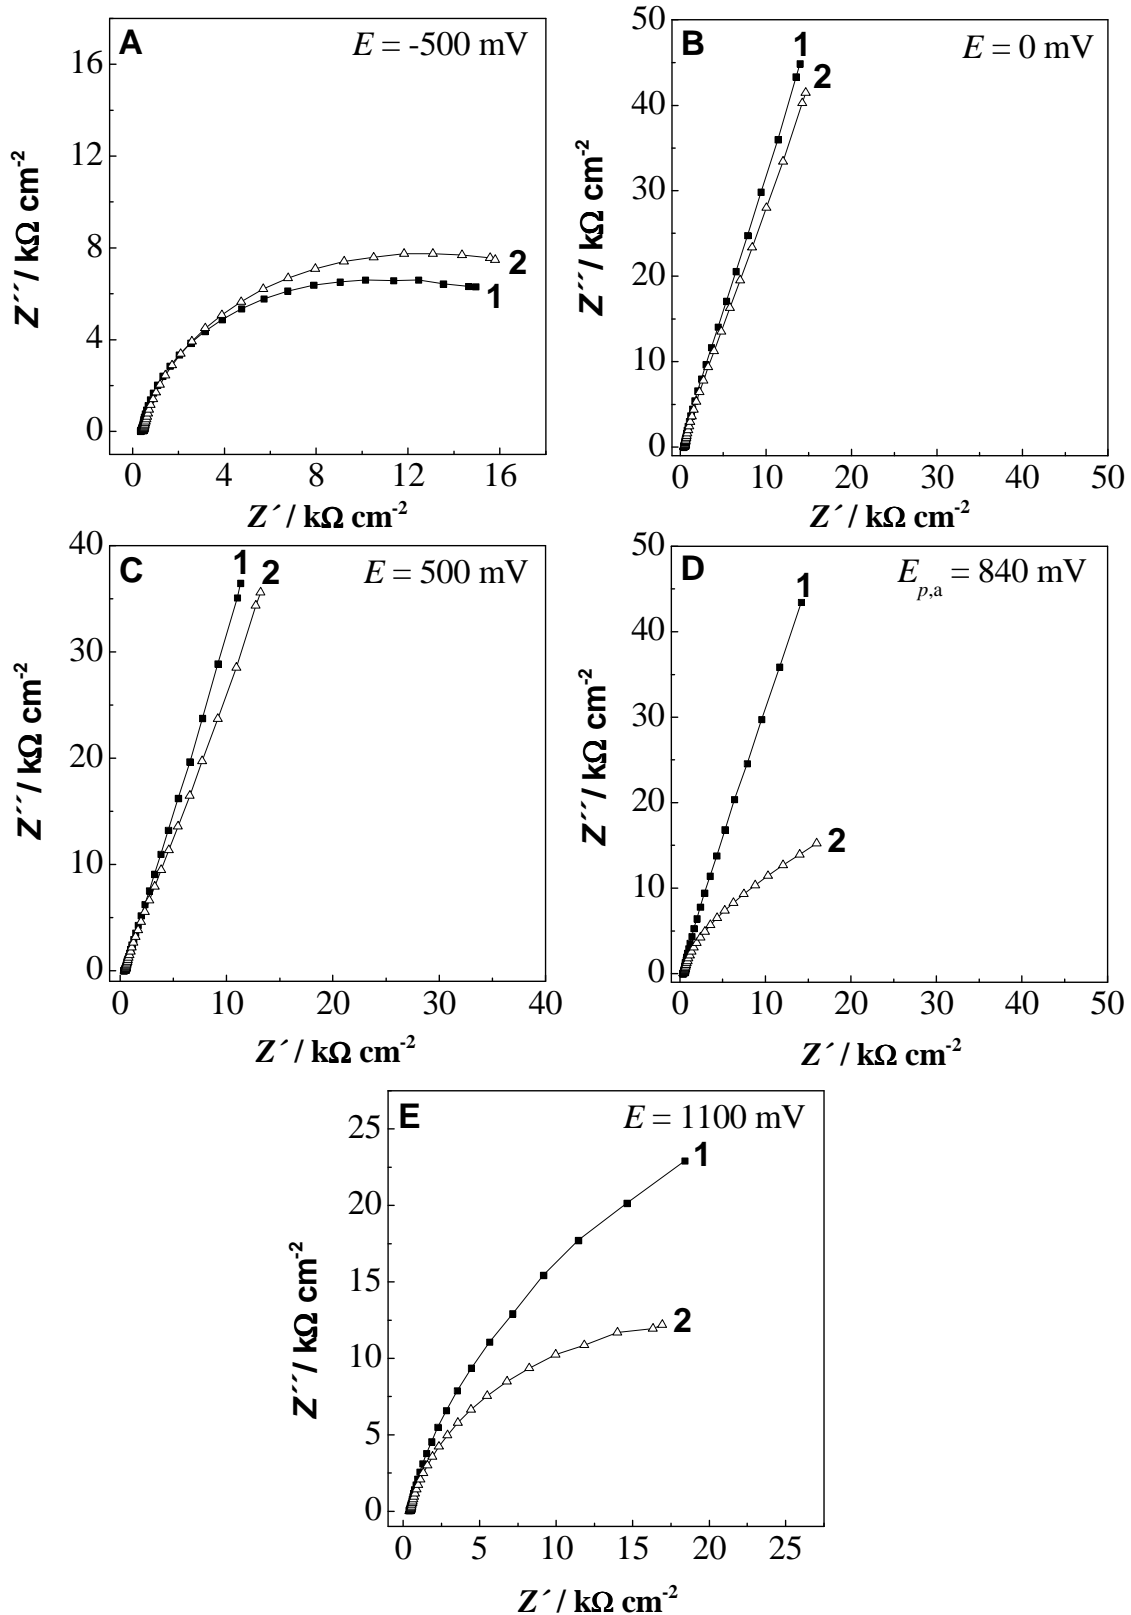 A
E = -500 mV
16
12
8
4
0
2
1
0 4 8 12 16
Z´´ / kΩ cm-2
Z´ / kΩ cm-2
B
E = 0 mV
50
40
30
20
10
0
1
2
0 10 20 30 40 50
Z´´ / kΩ cm-2
Z´ / kΩ cm-2
C
E = 500 mV
40
30
20
10
0
1 2
0 10 20 30 40
Z´´ / kΩ cm-2
Z´ / kΩ cm-2
D
Ep,a = 840 mV
50
40
30
20
10
0
1
2
0 10 20 30 40 50
Z´´ / kΩ cm-2
Z´ / kΩ cm-2
E
E = 1100 mV
25
20
15
10
5
0
1
2
0 5 10 15 20 25
Z´´ / kΩ cm-2
Z´ / kΩ cm-2